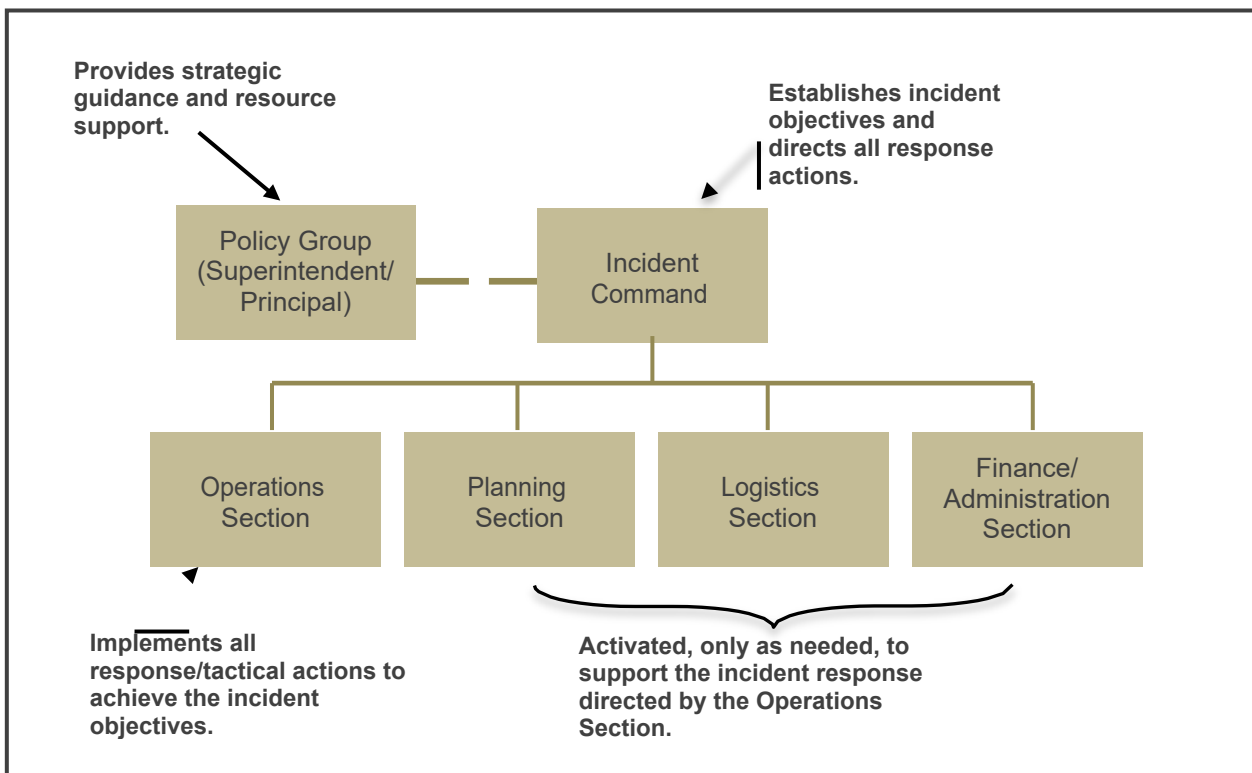 Provides strategic
guidance and resource
support.
Establishes incident
objectives and
directs all response
actions.
Policy Group
(Superintendent/
Principal)
Incident
Command
Operations
Section
Planning
Section
Logistics
Section
Finance/
Administration
Section
Implements all
response/tactical actions to
achieve the incident
objectives.
Activated, only as needed, to
support the incident response
directed by the Operations
Section.